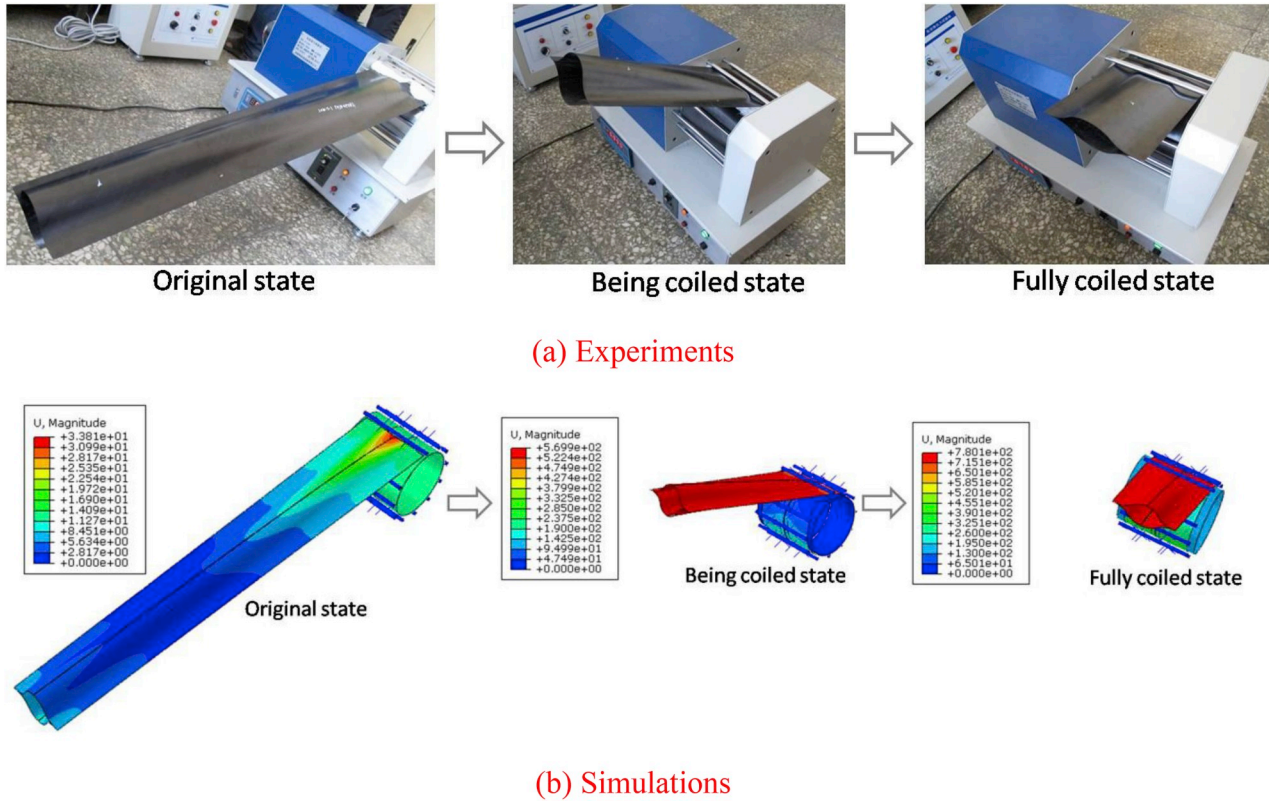 Original state
Being coiled state
Fully coiled state
(a) Experiments
U, Magnitude
+3.381e+01
+3.099e+01
+2.817e+01
+2.535e+01
+2.254e+01
+1.972e+01
+1.690e+01
+1.409e+01
+1.127e+01
+8.451e+00
+5.634e+00
+2.817e+00
+0.000e+00
Original state
U, Magnitude
+5.699e+02
+5.224e+02
+4.749e+02
+4.274e+02
+3.799e+02
+3.325e+02
+2.850e+02
+2.375e+02
+1.900e+02
+1.425e+02
+9.499e+01
+4.749e+01
+0.000e+00
Being coiled state
U, Magnitude
+7.801e+02
+7.151e+02
+6.501e+02
+5.851e+02
+5.201e+02
+4.551e+02
+3.901e+02
+3.251e+02
+2.600e+02
+1.950e+02
+1.300e+02
+6.501e+01
+0.000e+00
Fully coiled state
(b) Simulations